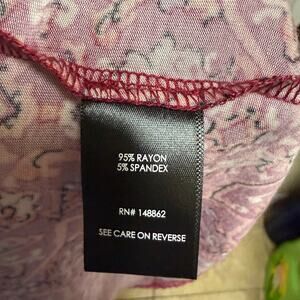 95% RAYON
5% SPANDEX
RN# 148862
SEE CARE ON REVERSE